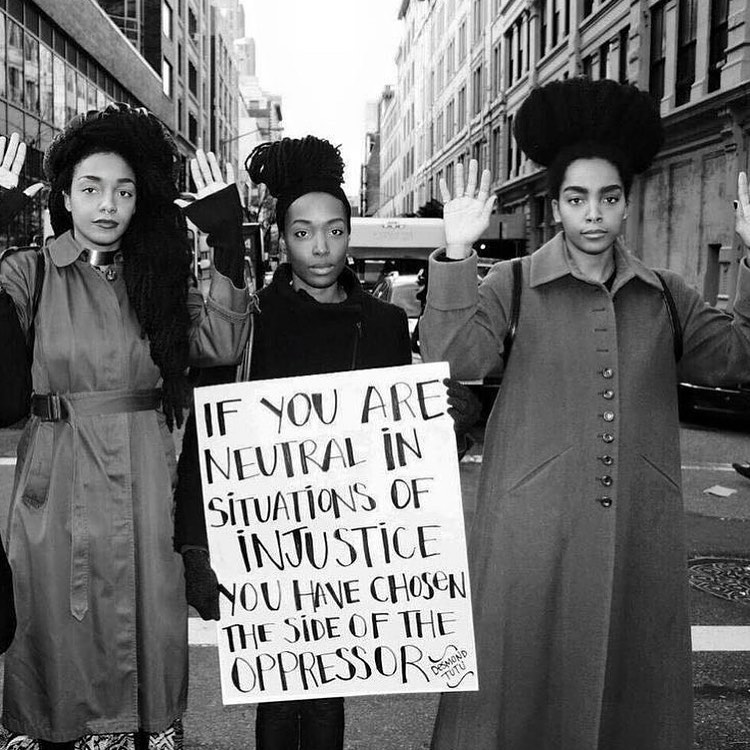 IF YOU ARE
NEUTRAL IN
SITUATIONS OF
INJUSTICE
YOU HAVE CHOSEN
THE SIDE OF THE
OPPRESSOR
DESMOND
TUTU